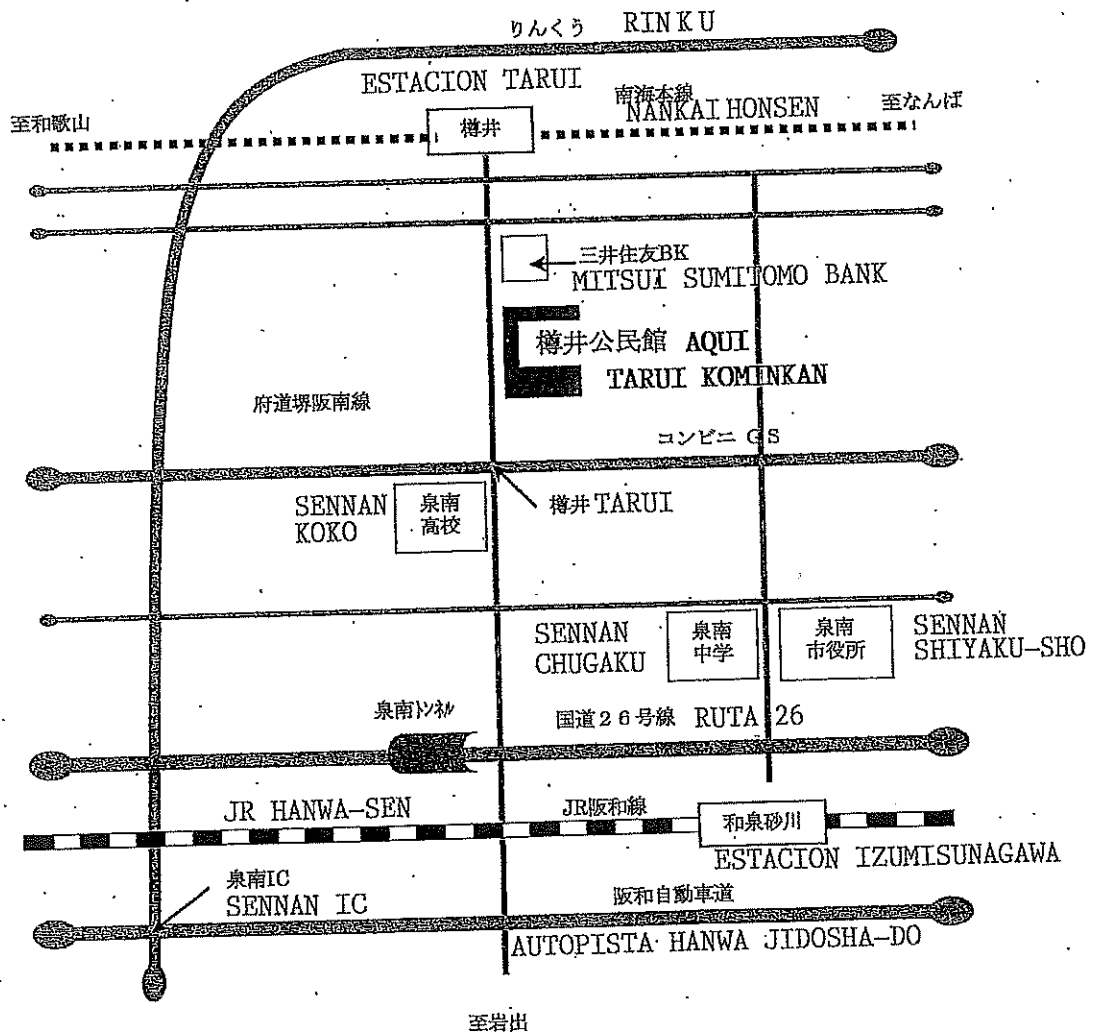 りんくう RINKU
ESTACION TARUI
南海本線
NANKAI HONSEN
至なんば
至和歌山
樽井
三井住友BK
MITSUI SUMITOMO BANK
樽井公民館 AQUI
TARUI KOMINKAN
府道堺阪南線
コンビニ GS
SENNAN
KOKO
泉南
高校
樽井 TARUI
SENNAN
CHUGAKU
泉南
中学
泉南
市役所
SENNAN
SHIYAKU-SHO
泉南トンネル
国道26号線 RUTA 26
JR HANWA-SEN
JR阪和線
和泉砂川
ESTACION IZUMISUNAGAWA
泉南IC
SENNAN IC
阪和自動車道
AUTOPISTA HANWA JIDOSHA-DO
至岩出